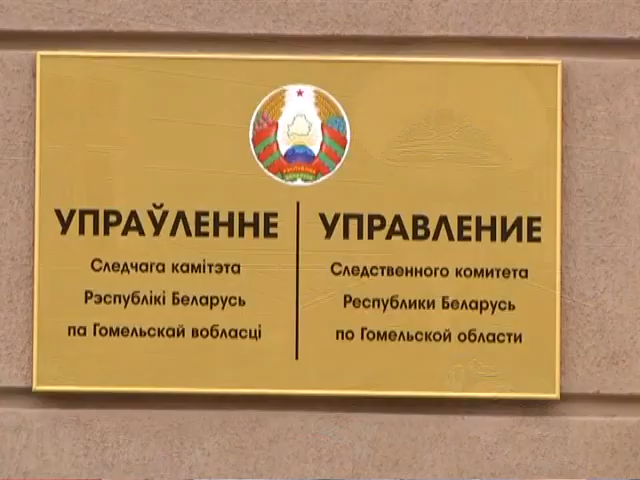 УПРАЎЛЕННЕ
Следчага камітэта
Рэспублікі Беларусь
па Гомельскай вобласці
УПРАВЛЕНИЕ
Следственного комитета
Республики Беларусь
по Гомельской области